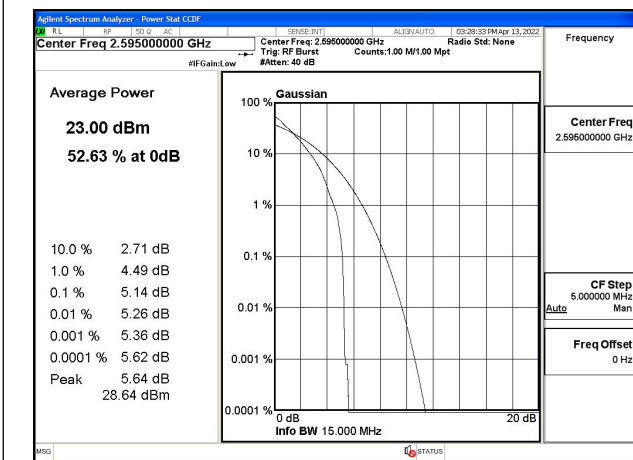 Agilent Spectrum Analyzer - Power Stat CCDF
RL RF 50 Ω AC SENSE:INT ALIGN AUTO 03:28:33 PM Apr 13, 2022
Center Freq 2.595000000 GHz
Center Freq: 2.595000000 GHz Radio Std: None
Trig: RF Burst Counts:1.00 M/1.00 Mpt
#IFGain:Low #Atten: 40 dB
Frequency
Average Power
23.00 dBm
52.63 % at 0dB
10.0 % 2.71 dB
1.0 % 4.49 dB
0.1 % 5.14 dB
0.01 % 5.26 dB
0.001 % 5.36 dB
0.0001 % 5.62 dB
Peak 5.64 dB
28.64 dBm
Gaussian
100 %
10 %
1 %
0.1 %
0.01 %
0.001 %
0.0001 %
0 dB 20 dB
Info BW 15.000 MHz
Center Freq
2.595000000 GHz
CF Step
5.000000 MHz
Auto Man
Freq Offset
0 Hz
MSG STATUS